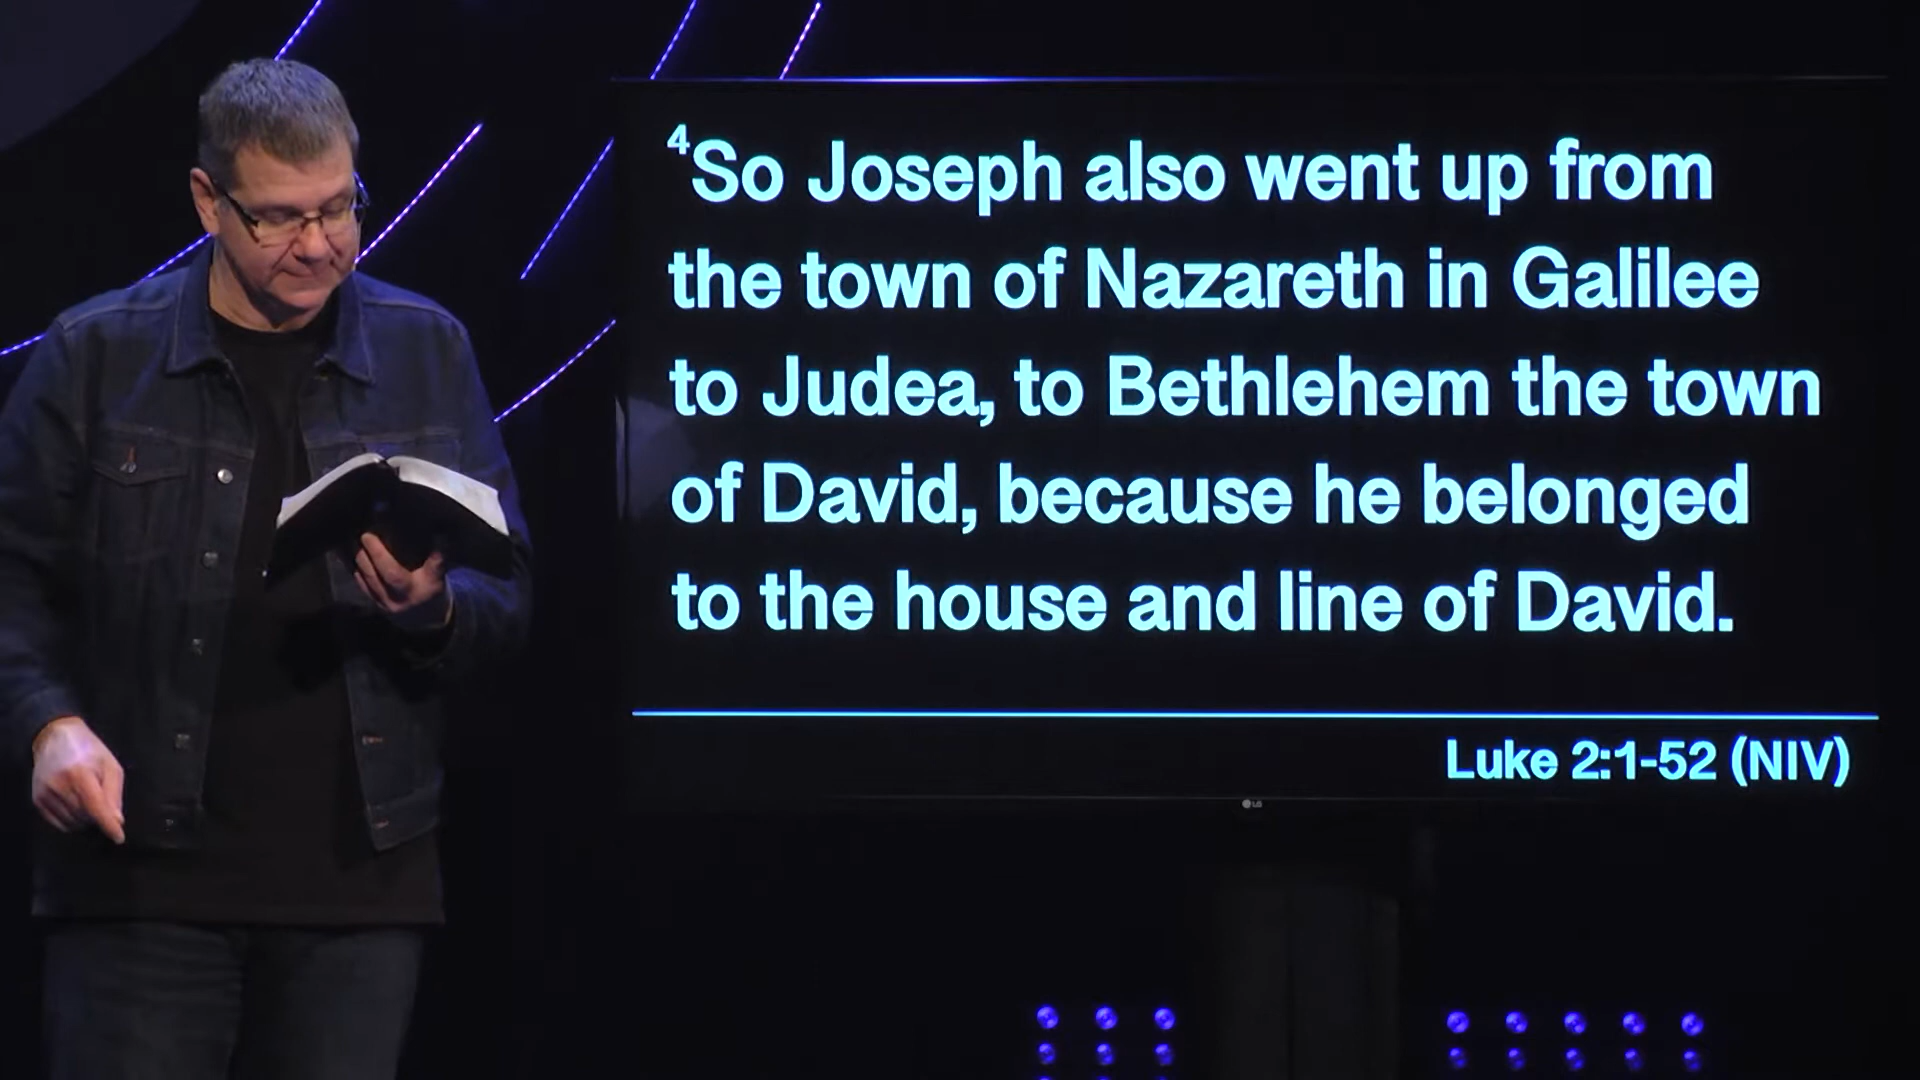 ⁴So Joseph also went up from
the town of Nazareth in Galilee
to Judea, to Bethlehem the town
of David, because he belonged
to the house and line of David.
Luke 2:1-52 (NIV)
LG